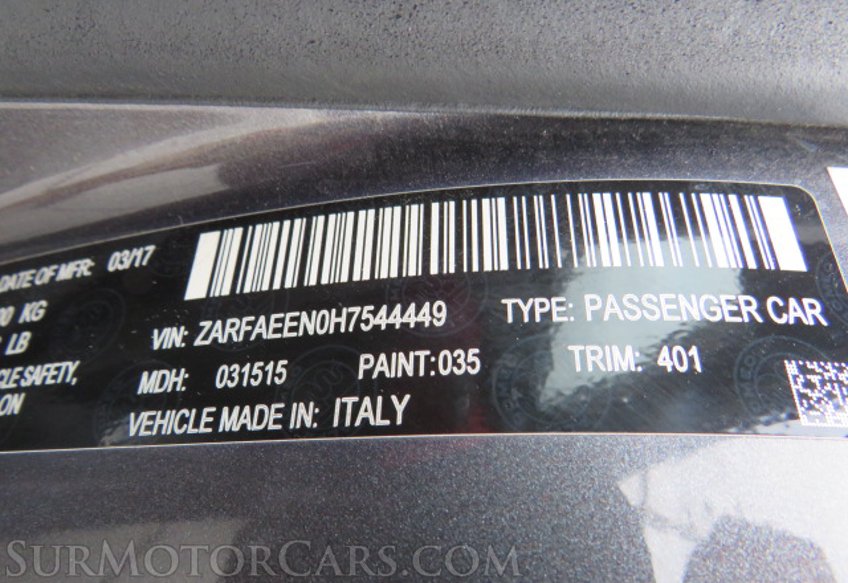 DATE OF MFR: 03/17
KG
LB
VIN: ZARFAEEN0H7544449 TYPE: PASSENGER CAR
SAFETY,
MDH: 031515 PAINT:035 TRIM: 401
VEHICLE MADE IN: ITALY
SURMOTORCARS.COM